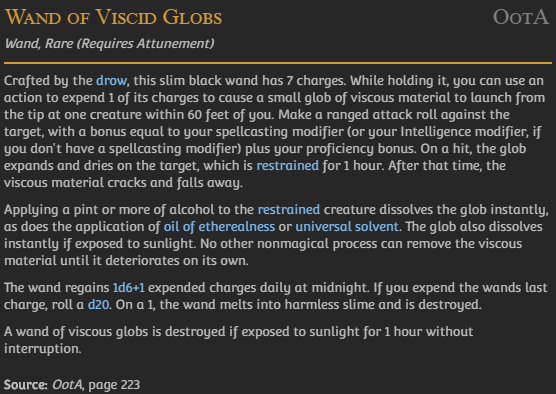 Wand of Viscid Globs OotA
Wand, Rare (Requires Attunement)
Crafted by the drow, this slim black wand has 7 charges. While holding it, you can use an
action to expend 1 of its charges to cause a small glob of viscous material to launch from
the tip at one creature within 60 feet of you. Make a ranged attack roll against the
target, with a bonus equal to your spellcasting modifier (or your Intelligence modifier, if
you don't have a spellcasting modifier) plus your proficiency bonus. On a hit, the glob
expands and dries on the target, which is restrained for 1 hour. After that time, the
viscous material cracks and falls away.
Applying a pint or more of alcohol to the restrained creature dissolves the glob instantly,
as does the application of oil of etherealness or universal solvent. The glob also dissolves
instantly if exposed to sunlight. No other nonmagical process can remove the viscous
material until it deteriorates on its own.
The wand regains 1d6+1 expended charges daily at midnight. If you expend the wands last
charge, roll a d20. On a 1, the wand melts into harmless slime and is destroyed.
A wand of viscous globs is destroyed if exposed to sunlight for 1 hour without
interruption.
Source: OotA, page 223